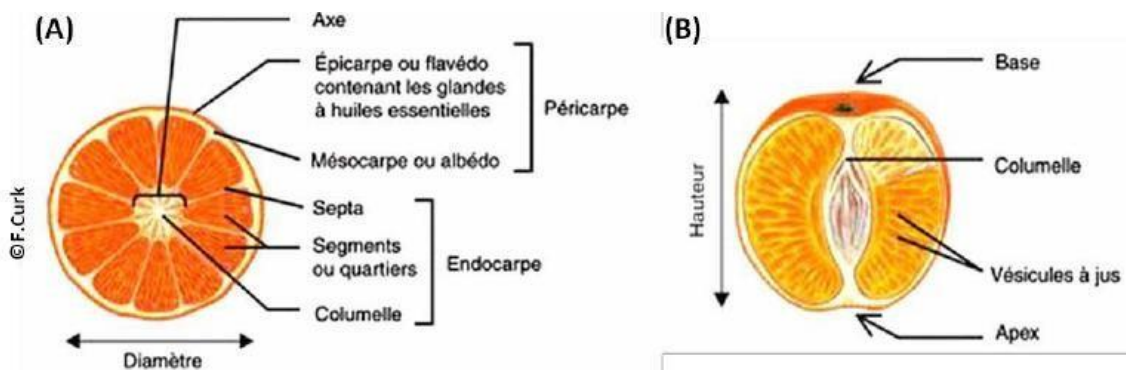 (A)
Axe
Épicarpe ou flavédo
contenant les glandes
à huiles essentielles
Péricarpe
Mésocarpe ou albédo
Septa
Segments
ou quartiers
Endocarpe
Columelle
Diamètre
©F.Curk
(B)
Base
Columelle
Hauteur
Vésicules à jus
Apex